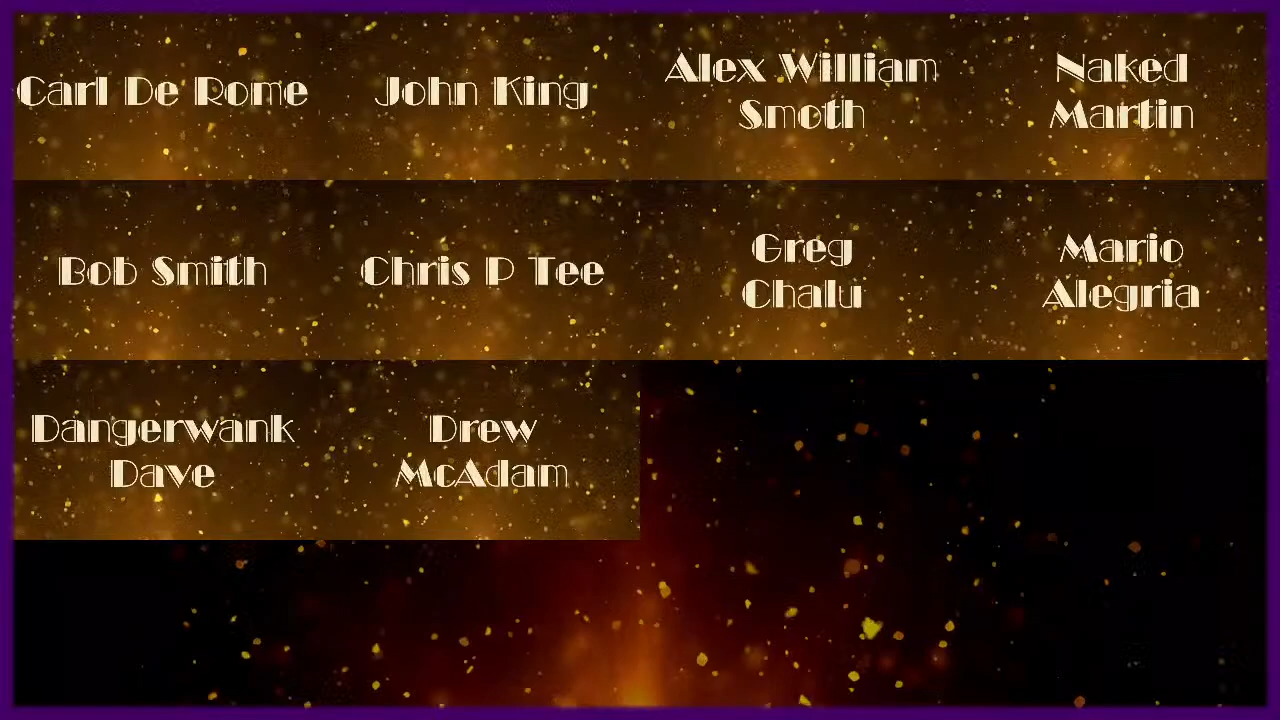 Carl De Rome
John King
Alex William
Smoth
Naked
Martin
Bob Smith
Chris P Tee
Greg
Chalu
Mario
Alegria
Dangerwank
Dave
Drew
McAdam